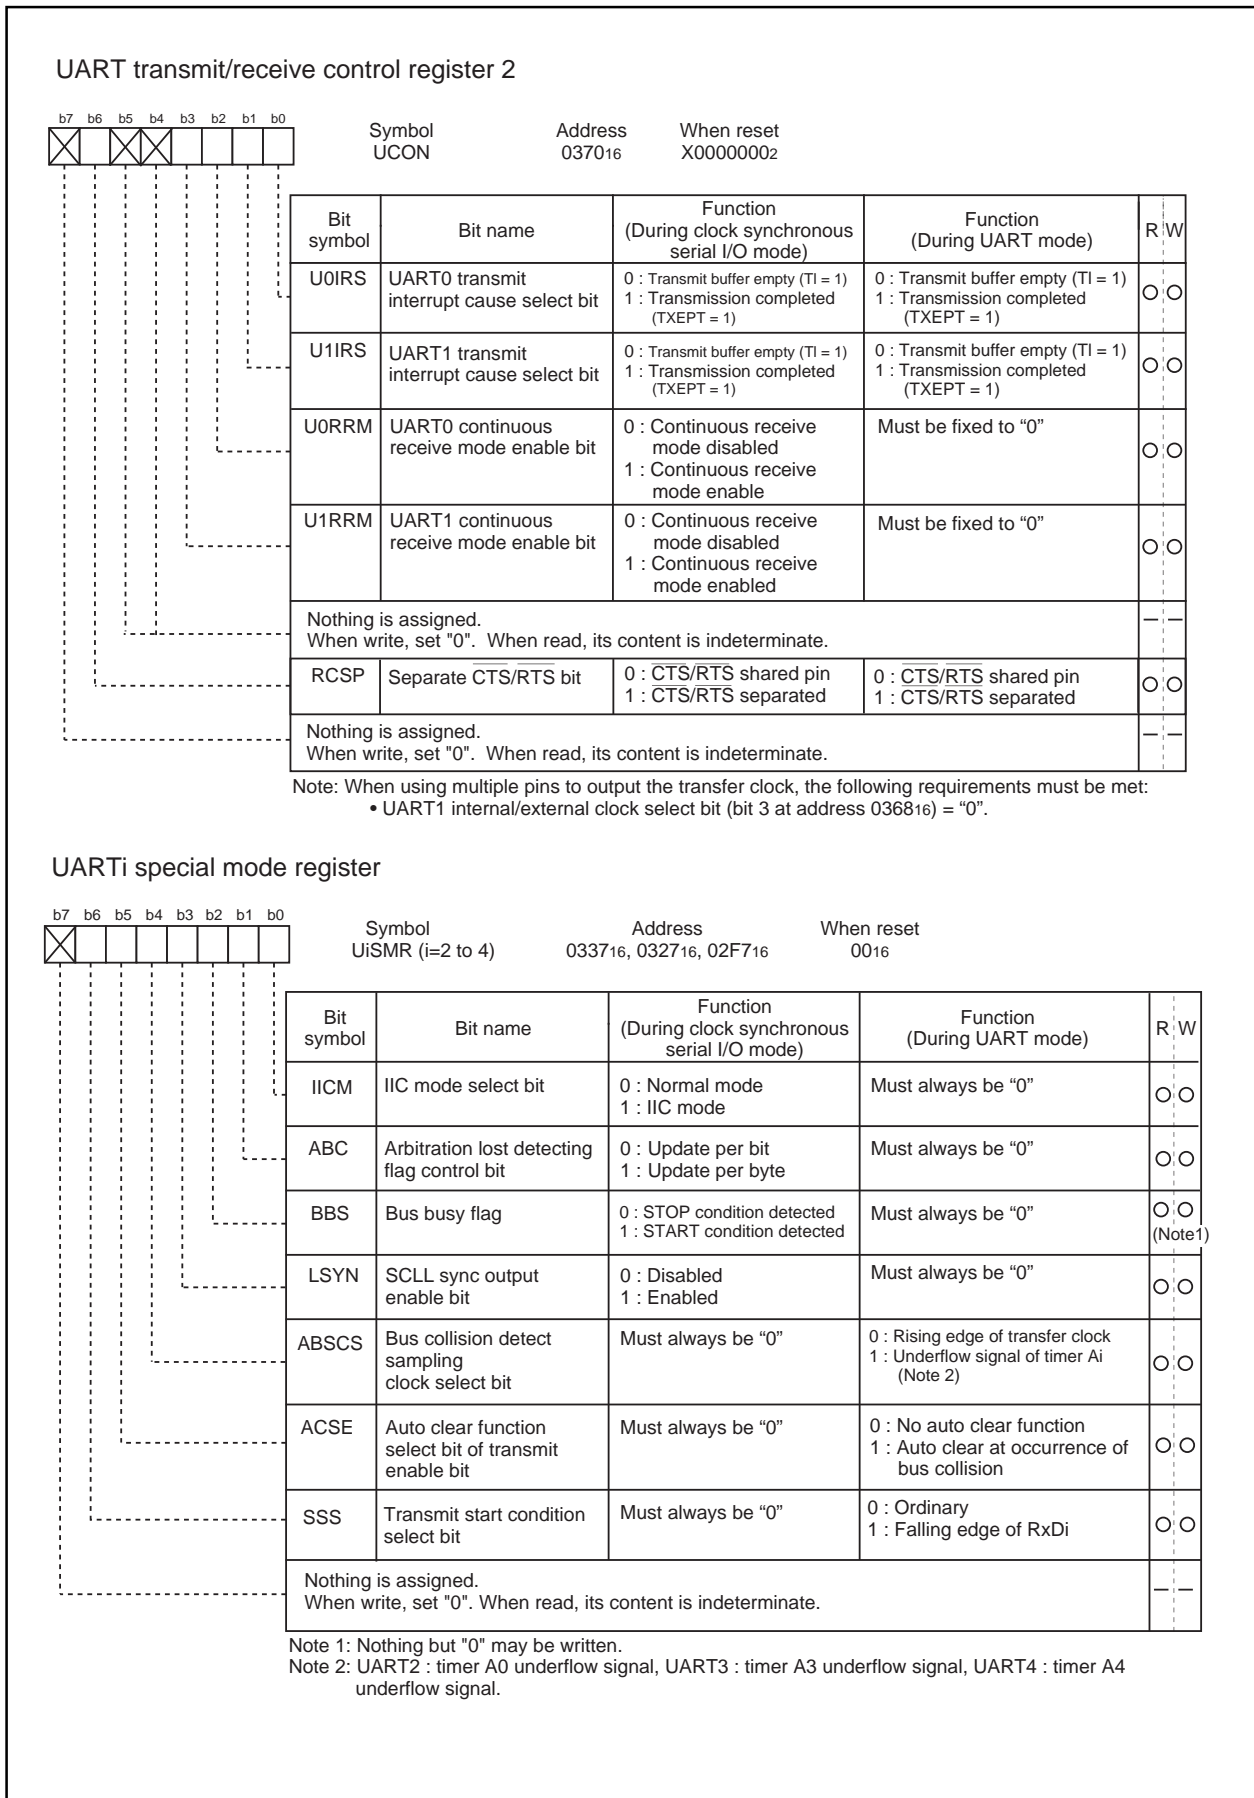 UART transmit/receive control register 2
b7 b6 b5 b4 b3 b2 b1 b0
Symbol Address When reset
UCON 037016 X00000002
Bit symbol Bit name Function (During clock synchronous serial I/O mode) Function (During UART mode) R W
U0IRS UART0 transmit interrupt cause select bit 0 : Transmit buffer empty (TI = 1) 1 : Transmission completed (TXEPT = 1) 0 : Transmit buffer empty (TI = 1) 1 : Transmission completed (TXEPT = 1)
U1IRS UART1 transmit interrupt cause select bit 0 : Transmit buffer empty (TI = 1) 1 : Transmission completed (TXEPT = 1) 0 : Transmit buffer empty (TI = 1) 1 : Transmission completed (TXEPT = 1)
U0RRM UART0 continuous receive mode enable bit 0 : Continuous receive mode disabled 1 : Continuous receive mode enable Must be fixed to “0”
U1RRM UART1 continuous receive mode enable bit 0 : Continuous receive mode disabled 1 : Continuous receive mode enabled Must be fixed to “0”
Nothing is assigned.
When write, set "0". When read, its content is indeterminate. – –
RCSP Separate CTS/RTS bit 0 : CTS/RTS shared pin 1 : CTS/RTS separated 0 : CTS/RTS shared pin 1 : CTS/RTS separated
Nothing is assigned.
When write, set "0". When read, its content is indeterminate. – –
Note: When using multiple pins to output the transfer clock, the following requirements must be met:
• UART1 internal/external clock select bit (bit 3 at address 036816) = “0”.
UARTi special mode register
b7 b6 b5 b4 b3 b2 b1 b0
Symbol Address When reset
UiSMR (i=2 to 4) 033716, 032716, 02F716 0016
Bit symbol Bit name Function (During clock synchronous serial I/O mode) Function (During UART mode) R W
IICM IIC mode select bit 0 : Normal mode 1 : IIC mode Must always be “0”
ABC Arbitration lost detecting flag control bit 0 : Update per bit 1 : Update per byte Must always be “0”
BBS Bus busy flag 0 : STOP condition detected 1 : START condition detected Must always be “0” (Note1)
LSYN SCLL sync output enable bit 0 : Disabled 1 : Enabled Must always be “0”
ABSCS Bus collision detect sampling clock select bit Must always be “0” 0 : Rising edge of transfer clock 1 : Underflow signal of timer Ai (Note 2)
ACSE Auto clear function select bit of transmit enable bit Must always be “0” 0 : No auto clear function 1 : Auto clear at occurrence of bus collision
SSS Transmit start condition select bit Must always be “0” 0 : Ordinary 1 : Falling edge of RxDi
Nothing is assigned.
When write, set "0". When read, its content is indeterminate. – –
Note 1: Nothing but "0" may be written.
Note 2: UART2 : timer A0 underflow signal, UART3 : timer A3 underflow signal, UART4 : timer A4
underflow signal.